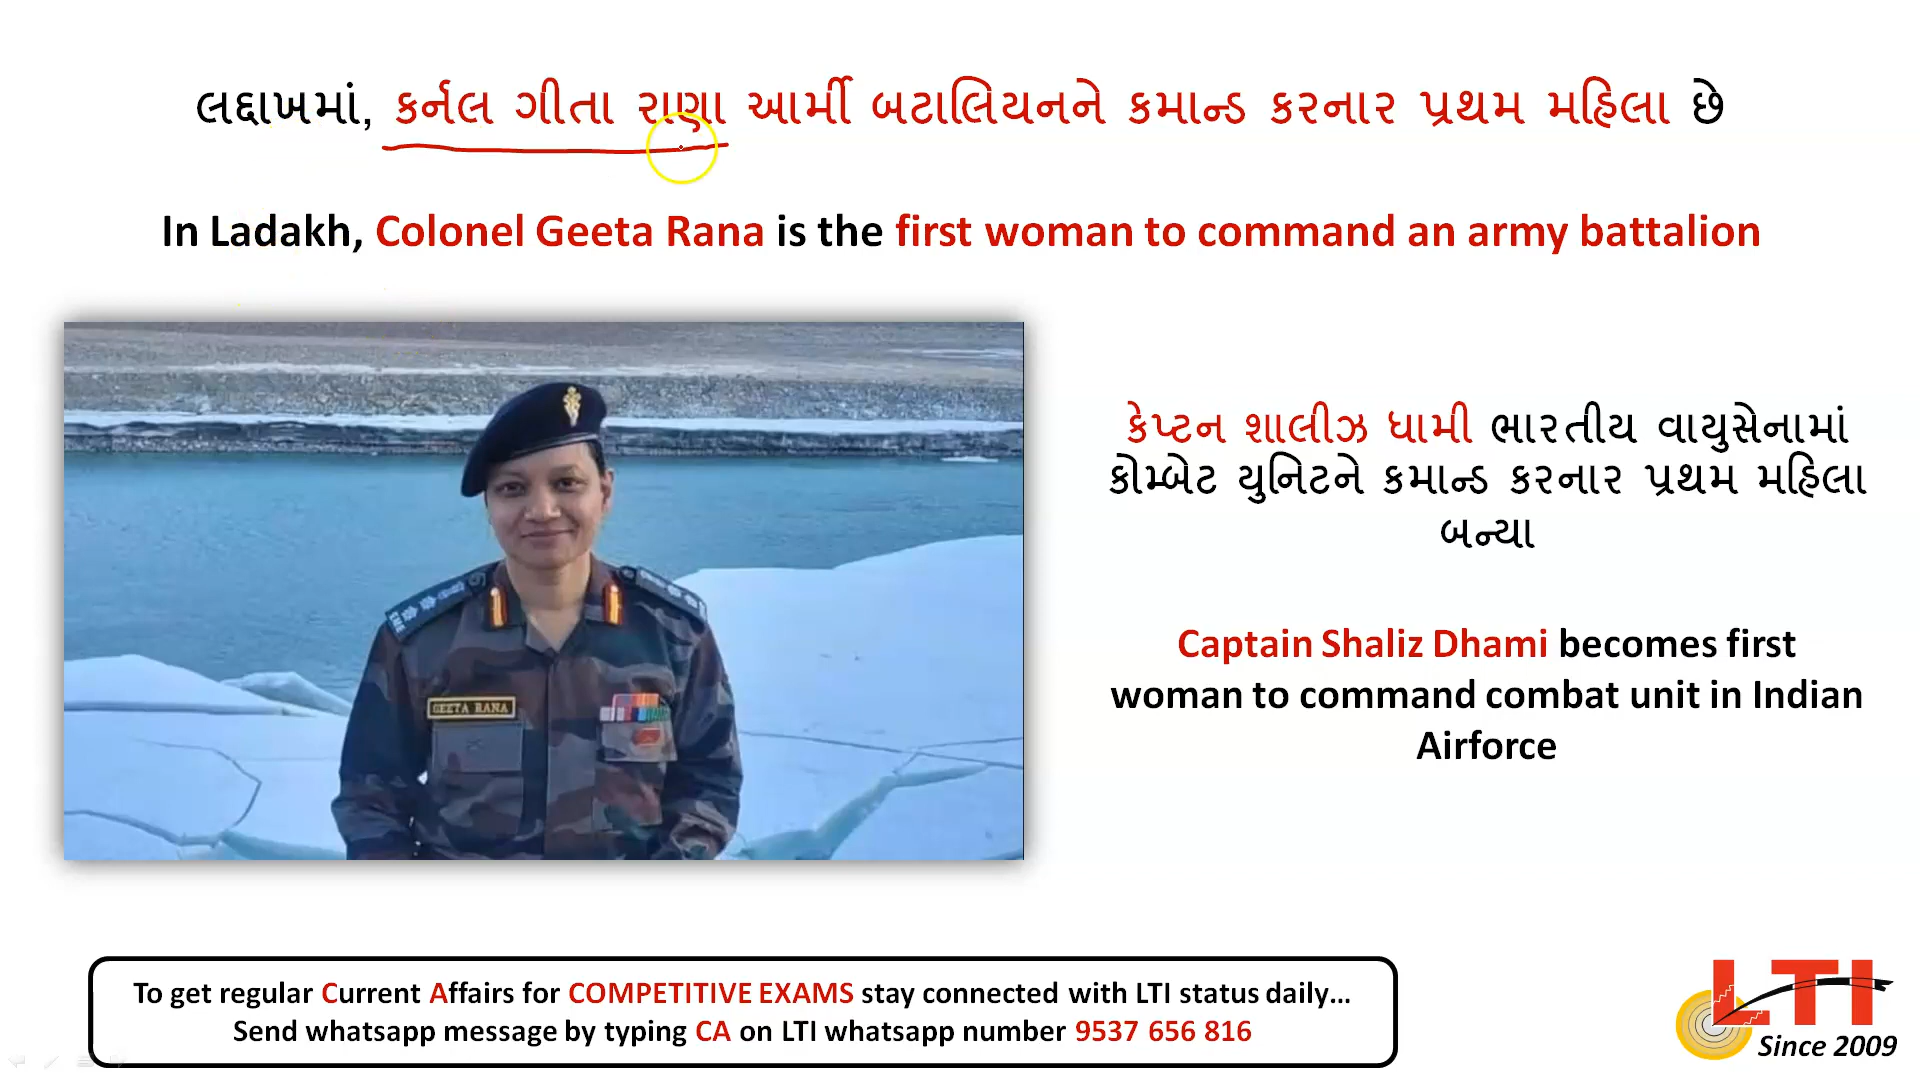 લદ્દાખમાં, કર્નલ ગીતા રાણા આર્મી બટાલિયનને કમાન્ડ કરનાર પ્રથમ મહિલા છે
In Ladakh, Colonel Geeta Rana is the first woman to command an army battalion
GEETA RANA
કેપ્ટન શાલીઝ ધામી ભારતીય વાયુસેનામાં
કોમ્બેટ યુનિટને કમાન્ડ કરનાર પ્રથમ મહિલા
બન્યા
Captain Shaliz Dhami becomes first
woman to command combat unit in Indian
Airforce
To get regular Current Affairs for COMPETITIVE EXAMS stay connected with LTI status daily...
Send whatsapp message by typing CA on LTI whatsapp number 9537 656 816
LTI
Since 2009